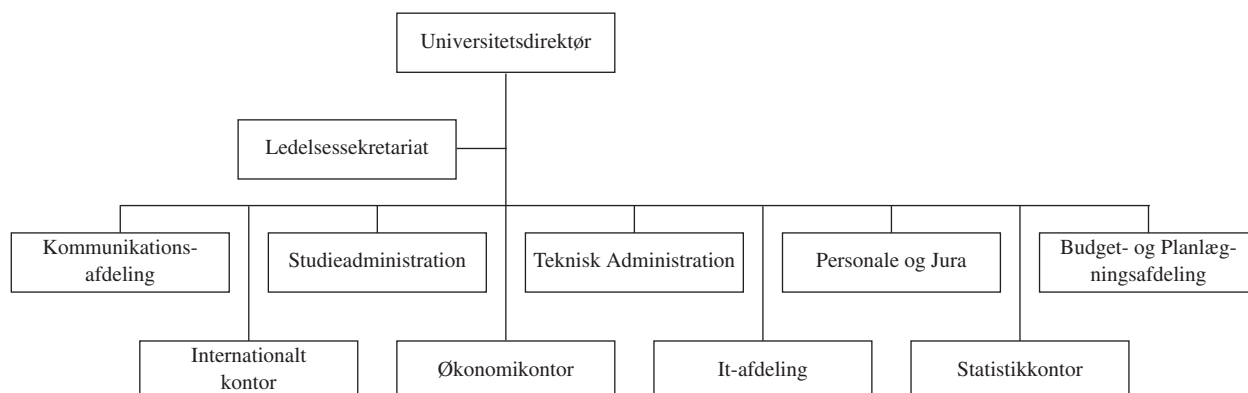 Universitetsdirektør
Ledelsessekretariat
Kommunikations-
afdeling
Studieadministration
Teknisk Administration
Personale og Jura
Budget- og Planlæg-
ningsafdeling
Internationalt
kontor
Økonomikontor
It-afdeling
Statistikkontor